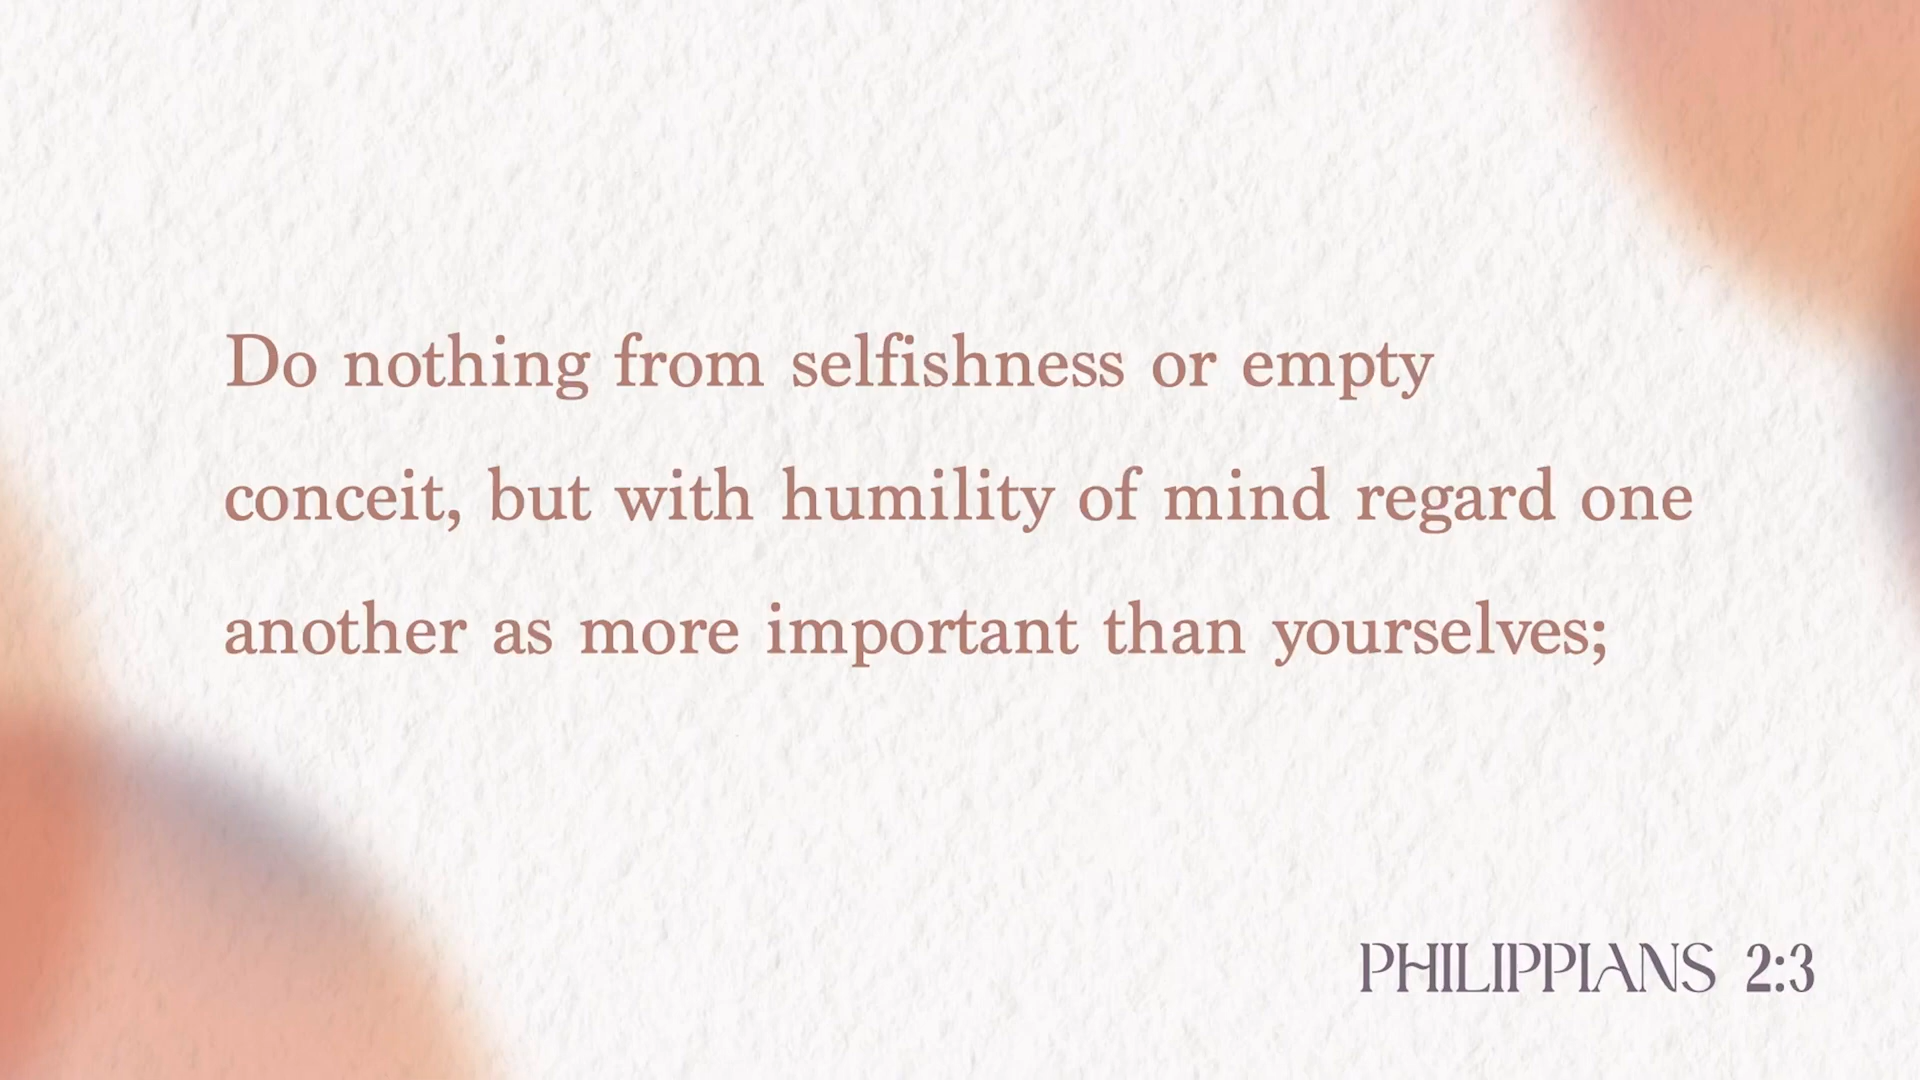 Do nothing from selfishness or empty
conceit, but with humility of mind regard one
another as more important than yourselves;
PHILIPPIANS 2:3